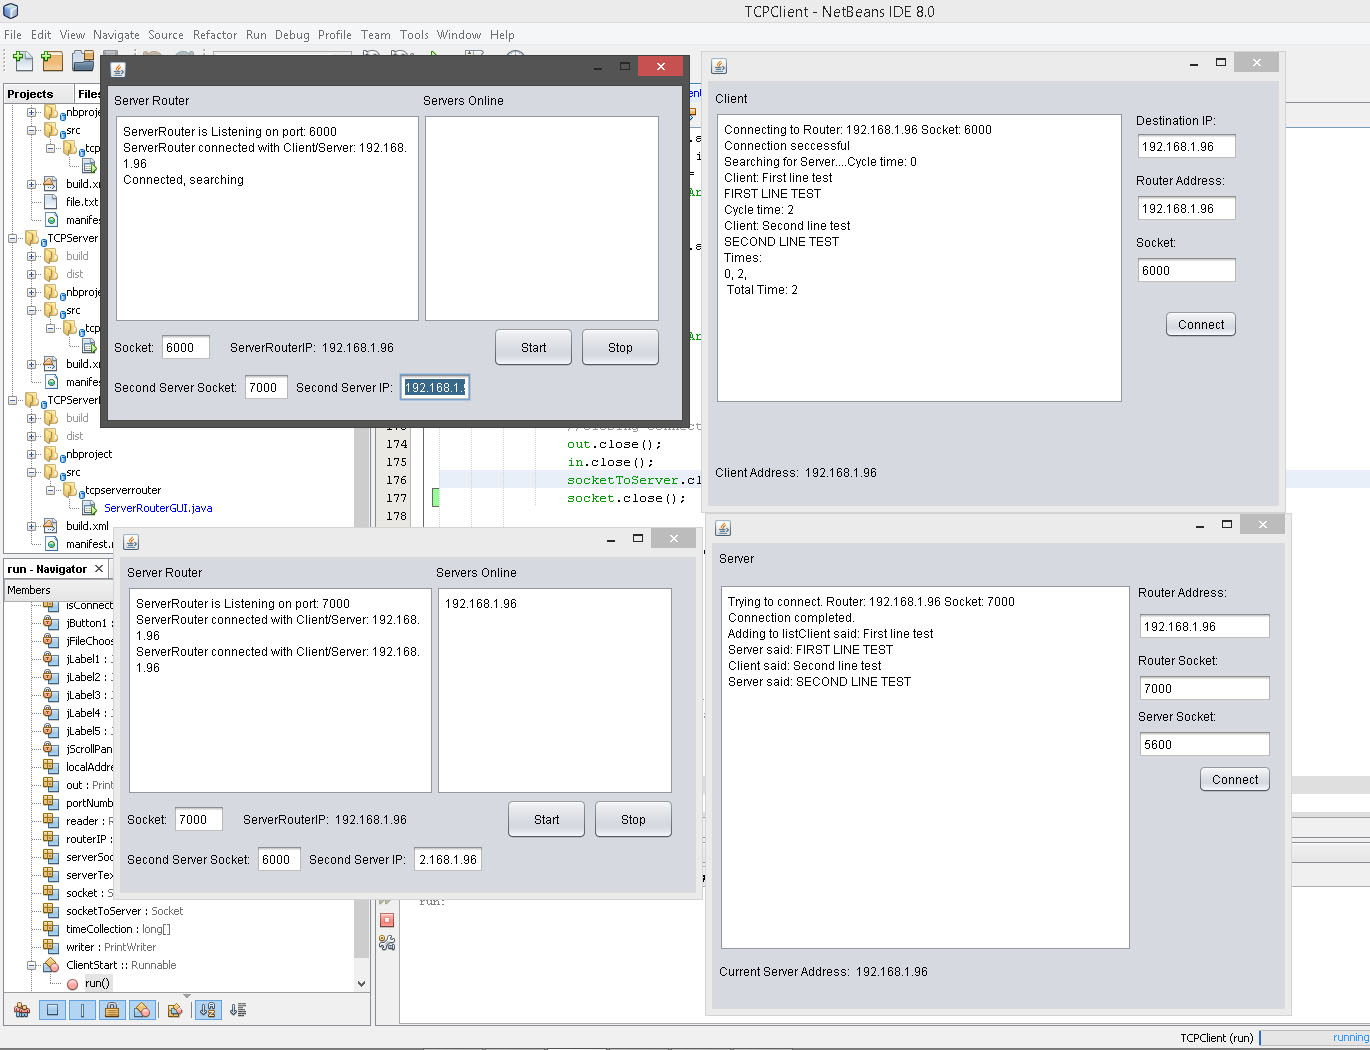 TCPClient - NetBeans IDE 8.0
File Edit View Navigate Source Refactor Run Debug Profile Team Tools Window Help
Projects
Files
src
build
file.txt
TCPServer
build
dist
src
build
dist
nbproject
src
tcpserverrouter
ServerRouterGUI.java
build.xml
Server Router
Servers Online
ServerRouter is Listening on port: 6000
ServerRouter connected with Client/Server: 192.168.
1.96
Connected, searching
Socket: 6000 ServerRouterIP: 192.168.1.96 Start Stop
Second Server Socket: 7000 Second Server IP: 192.168.1.
Client
Connecting to Router: 192.168.1.96 Socket: 6000
Connection seccessful
Searching for Server....Cycle time: 0
Client: First line test
FIRST LINE TEST
Cycle time: 2
Client: Second line test
SECOND LINE TEST
Times:
0, 2,
Total Time: 2
Destination IP:
192.168.1.96
Router Address:
192.168.1.96
Socket:
6000
Connect
Client Address: 192.168.1.96
174 out.close();
175 in.close();
176 socketToServer.cl
177 socket.close();
178
Server Router
Servers Online
ServerRouter is Listening on port: 7000
ServerRouter connected with Client/Server: 192.168.
1.96
ServerRouter connected with Client/Server: 192.168.
1.96
192.168.1.96
Socket: 7000 ServerRouterIP: 192.168.1.96 Start Stop
Second Server Socket: 6000 Second Server IP: 2.168.1.96
Server
Trying to connect. Router: 192.168.1.96 Socket: 7000
Connection completed.
Adding to listClient said: First line test
Server said: FIRST LINE TEST
Client said: Second line test
Server said: SECOND LINE TEST
Router Address:
192.168.1.96
Router Socket:
7000
Server Socket:
5600
Connect
Current Server Address: 192.168.1.96
run - Navigator
Members
isConnect
jButton1 :
jFileChoos
jLabel1 :
jLabel2 :
jLabel3 :
jLabel4 :
jLabel5 :
jScrollPan
localAddre
out : Print
portNumb
reader :
routerIP :
serverSoc
serverTex
socket : S
socketToServer : Socket
timeCollection : long[]
writer : PrintWriter
ClientStart :: Runnable
run()
run:
TCPClient (run) running